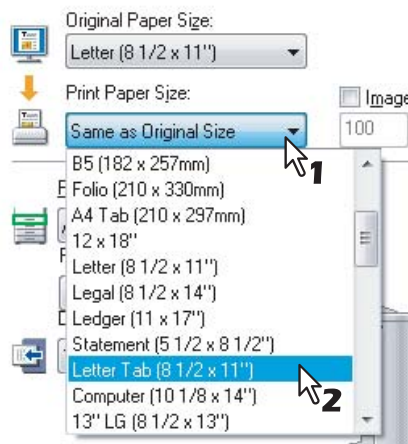 Original Paper Size:
Letter (8 1/2 x 11")
Print Paper Size:
Image
Same as Original Size
100
1
B5 (182 x 257mm)
Folio (210 x 330mm)
A4 Tab (210 x 297mm)
12 x 18"
Letter (8 1/2 x 11")
Legal (8 1/2 x 14")
Ledger (11 x 17")
Statement (5 1/2 x 8 1/2")
Letter Tab (8 1/2 x 11")
2
Computer (10 1/8 x 14")
13" LG (8 1/2 x 13")